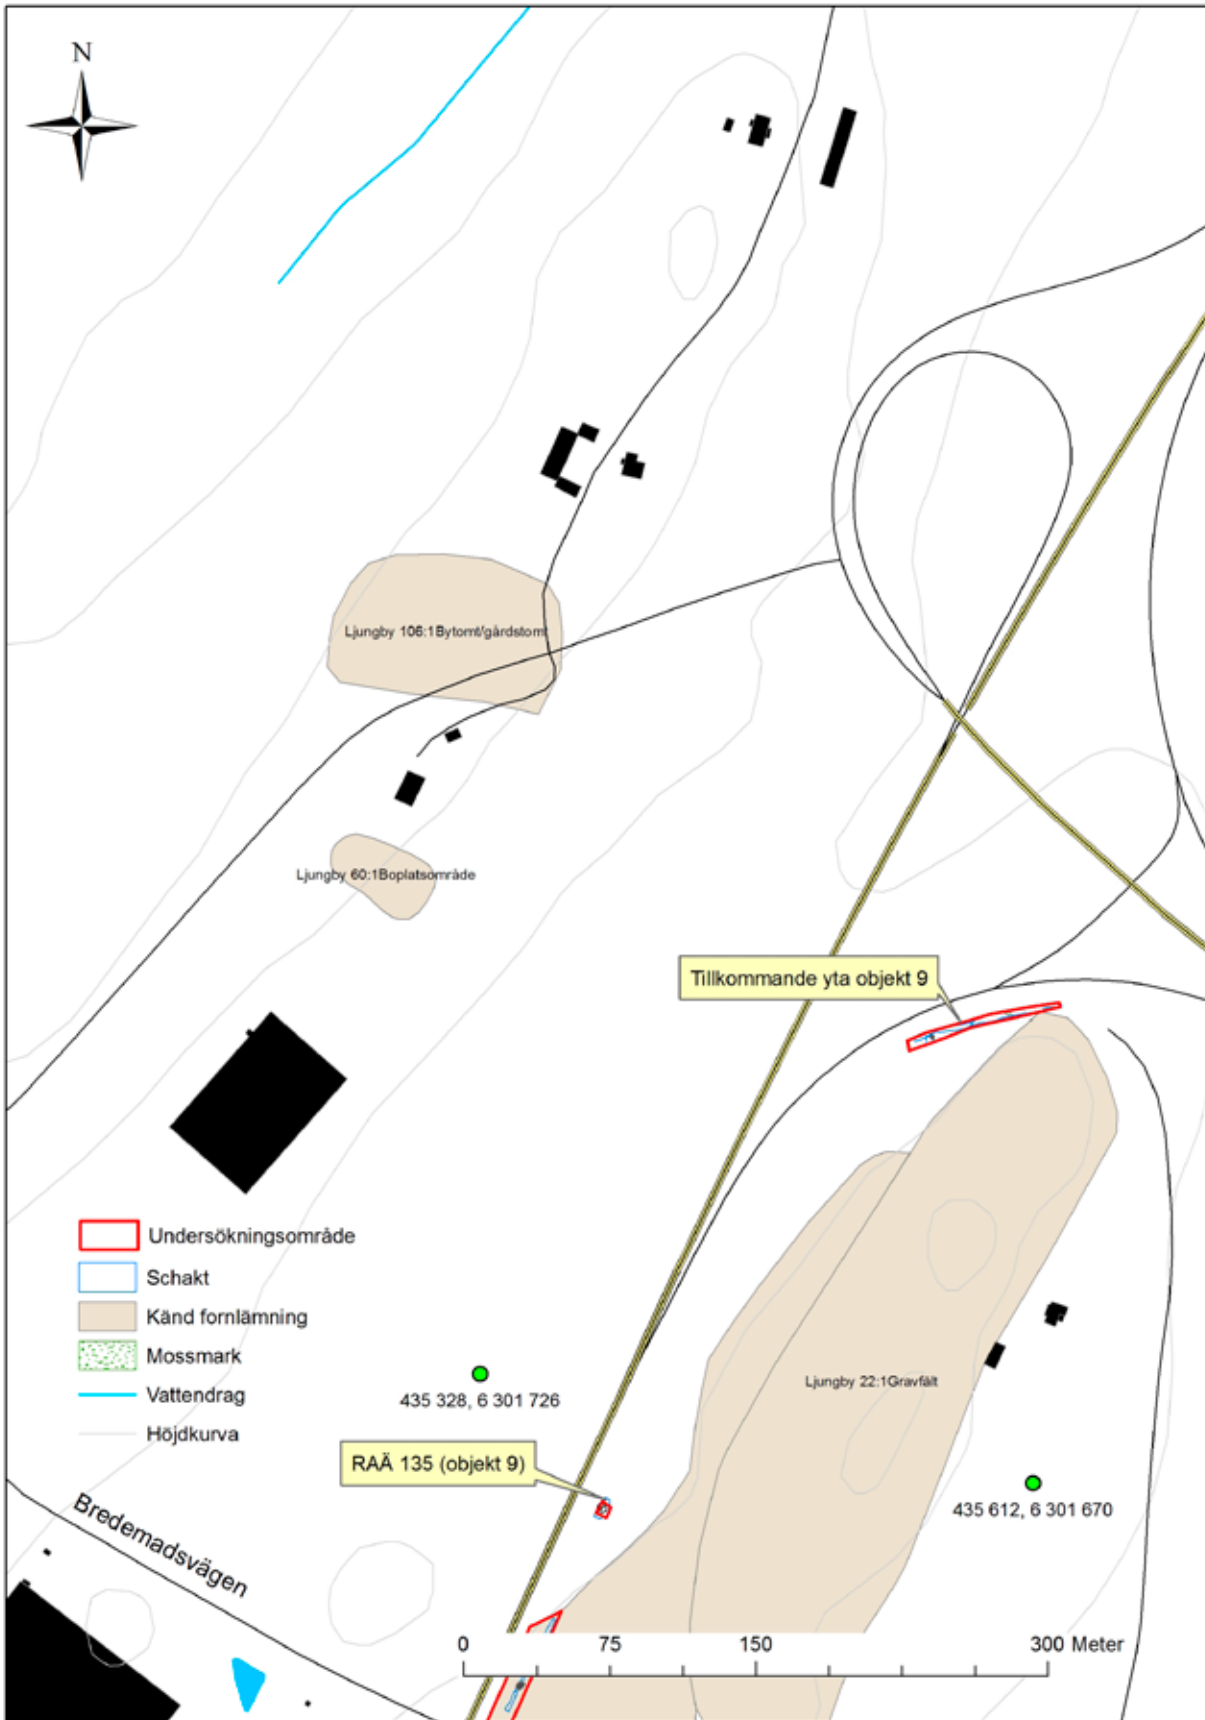 N
Ljungby 106:1Bytomt/gårdstomt
Ljungby 60:1Boplatsområde
Tillkommande yta objekt 9
Undersökningsområde
Schakt
Känd fornlämning
Mossmark
Vattendrag
Höjdkurva
Ljungby 22:1Gravfält
435 328, 6 301 726
RAÄ 135 (objekt 9)
435 612, 6 301 670
Bredemadsvägen
0 75 150 300 Meter